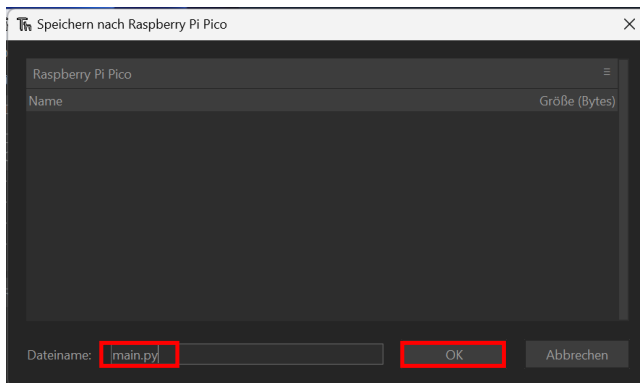 Speichern nach Raspberry Pi Pico
Raspberry Pi Pico
Name Größe (Bytes)
Dateiname: main.py OK Abbrechen